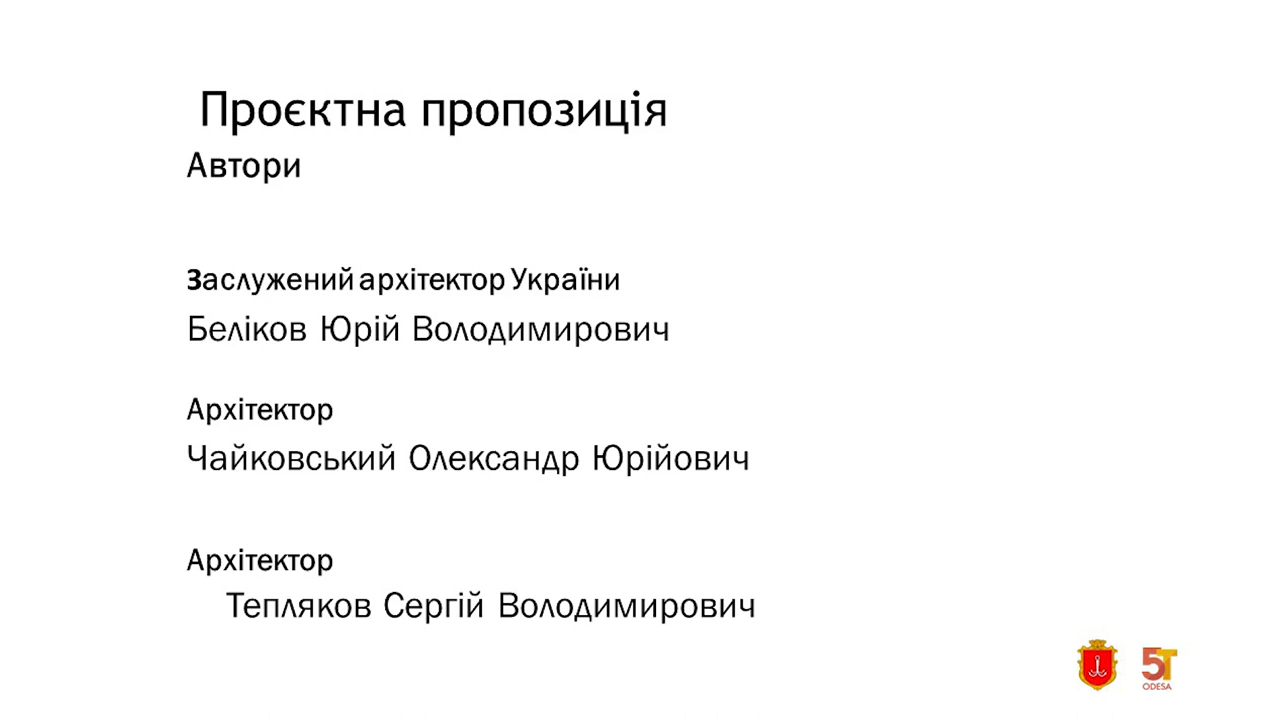 Проєктна пропозиція
Автори
Заслужений архітектор України
Беліков Юрій Володимирович
Архітектор
Чайковський Олександр Юрійович
Архітектор
Тепляков Сергій Володимирович
5T
ODESA